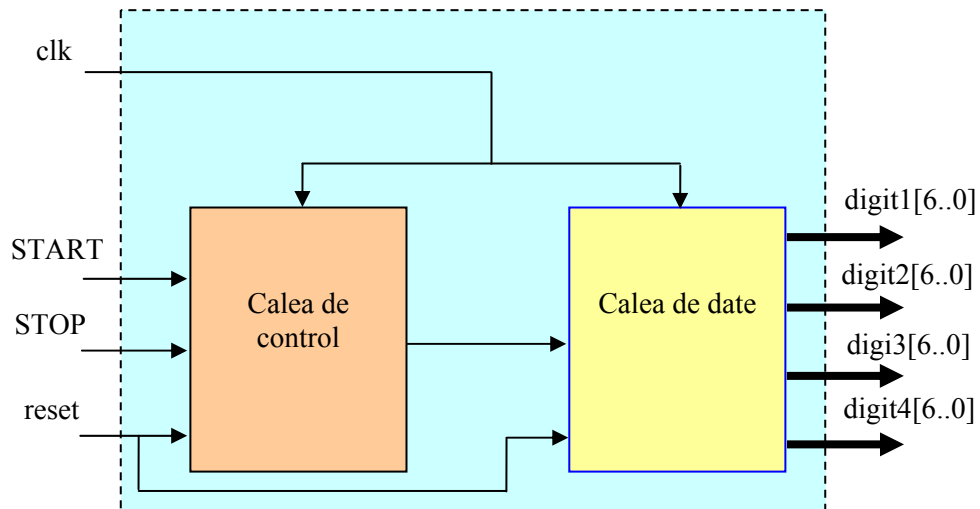 clk
START
STOP
reset
Calea de
control
Calea de date
digit1[6..0]
digit2[6..0]
digi3[6..0]
digit4[6..0]